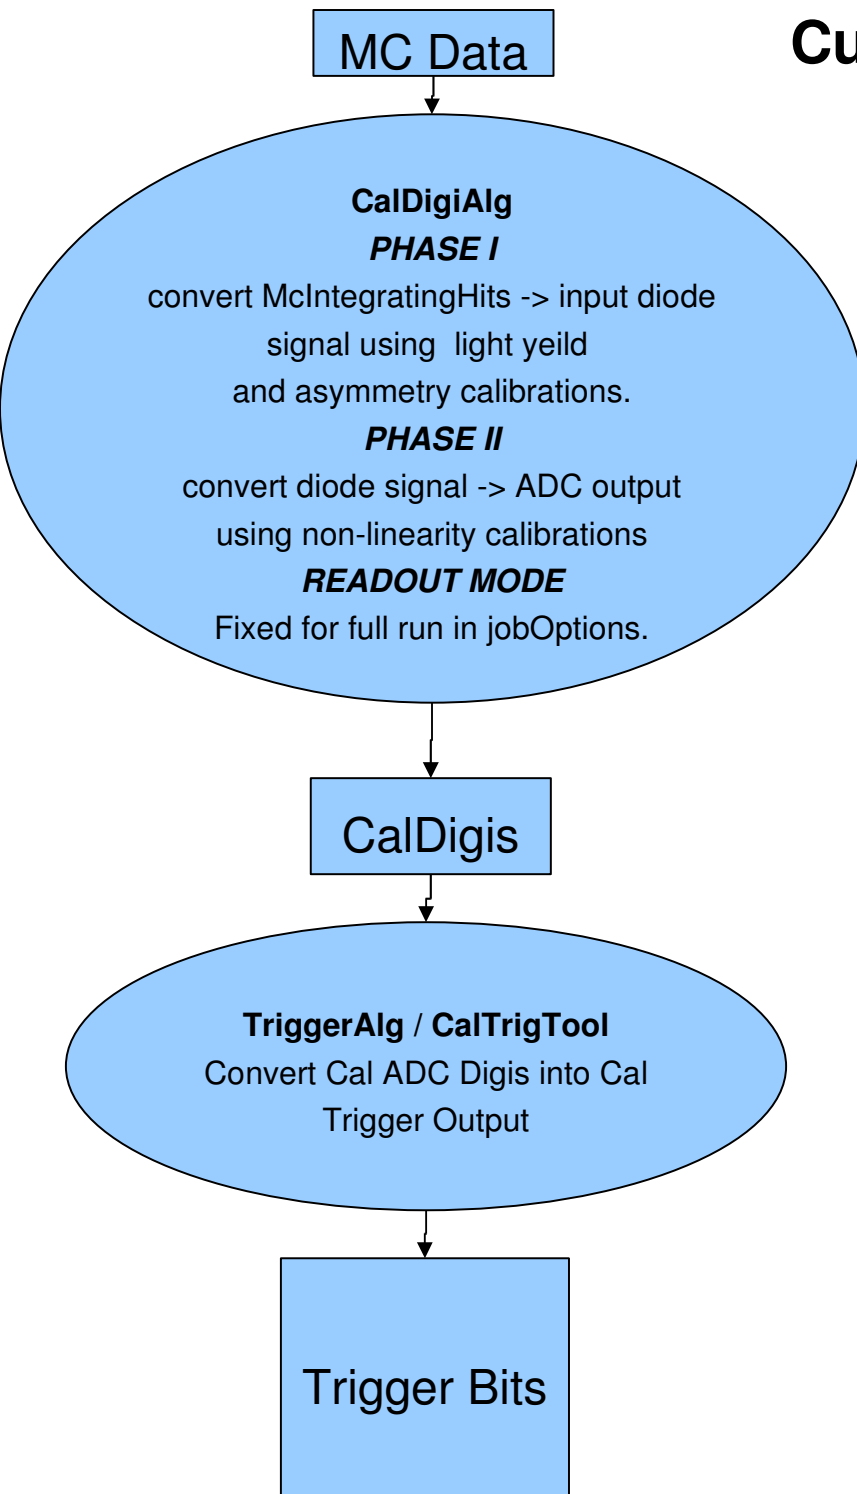 MC Data
Cu
CalDigiAlg
PHASE I
convert McIntegratingHits -> input diode
signal using light yeild
and asymmetry calibrations.
PHASE II
convert diode signal -> ADC output
using non-linearity calibrations
READOUT MODE
Fixed for full run in jobOptions.
CalDigis
TriggerAlg / CalTrigTool
Convert Cal ADC Digis into Cal
Trigger Output
Trigger Bits